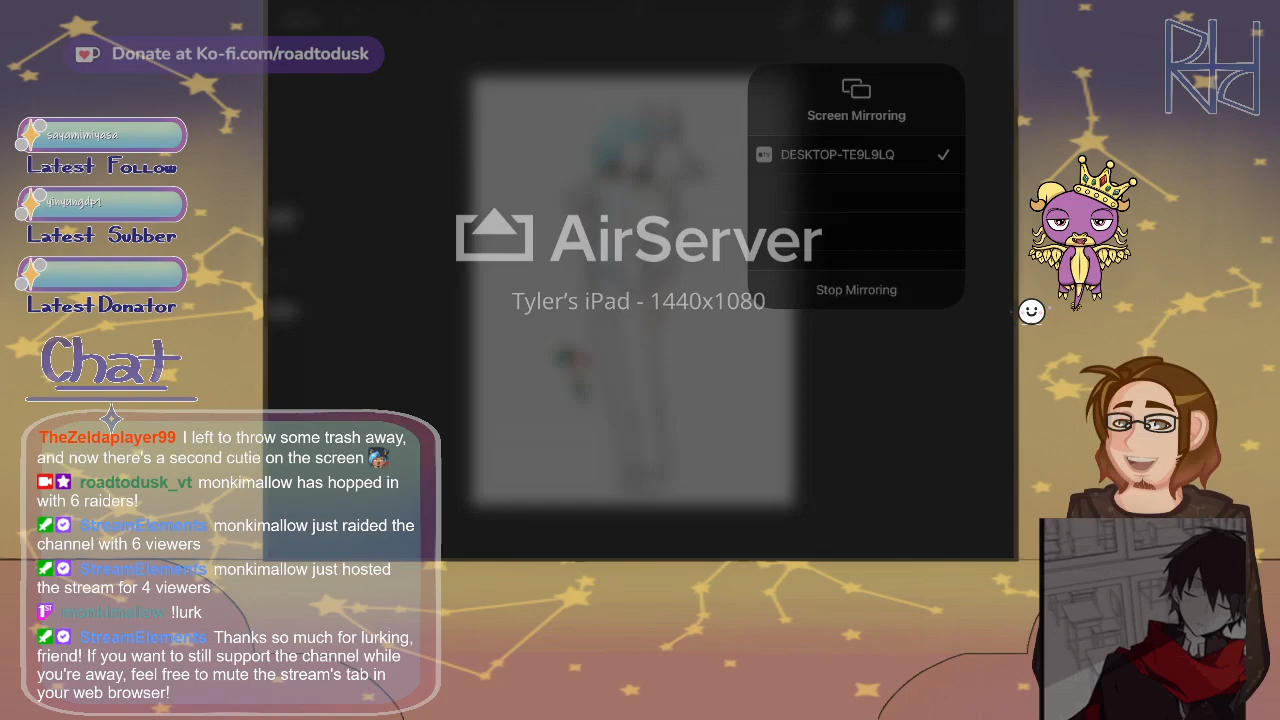 Donate at Ko-fi.com/roadtodusk
sayamimiyasa
Latest Follow
yinyangdp1
Latest Subber
Latest Donator
Chat
TheZeldaplayer99 I left to throw some trash away,
and now there's a second cutie on the screen
roadtodusk_vt monkimallow has hopped in
with 6 raiders!
StreamElements monkimallow just raided the
channel with 6 viewers
StreamElements monkimallow just hosted
the stream for 4 viewers
monkimallow !lurk
StreamElements Thanks so much for lurking,
friend! If you want to still support the channel while
you're away, feel free to mute the stream's tab in
your web browser!
Screen Mirroring
DESKTOP-TE9L9LQ
Stop Mirroring
AirServer
Tyler's iPad - 1440x1080